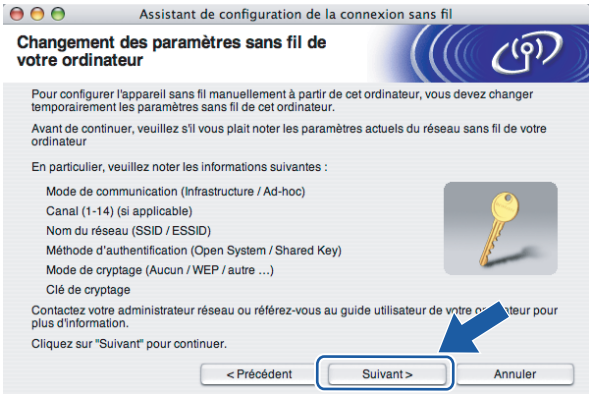 Assistant de configuration de la connexion sans fil
Changement des paramètres sans fil de
votre ordinateur
Pour configurer l'appareil sans fil manuellement à partir de cet ordinateur, vous devez changer
temporairement les paramètres sans fil de cet ordinateur.
Avant de continuer, veuillez s'il vous plait noter les paramètres actuels du réseau sans fil de votre
ordinateur
En particulier, veuillez noter les informations suivantes :
Mode de communication (Infrastructure / Ad-hoc)
Canal (1-14) (si applicable)
Nom du réseau (SSID / ESSID)
Méthode d'authentification (Open System / Shared Key)
Mode de cryptage (Aucun / WEP / autre ...)
Clé de cryptage
Contactez votre administrateur réseau ou référez-vous au guide utilisateur de votre ordinateur pour
plus d'information.
Cliquez sur "Suivant" pour continuer.
< Précédent Suivant > Annuler